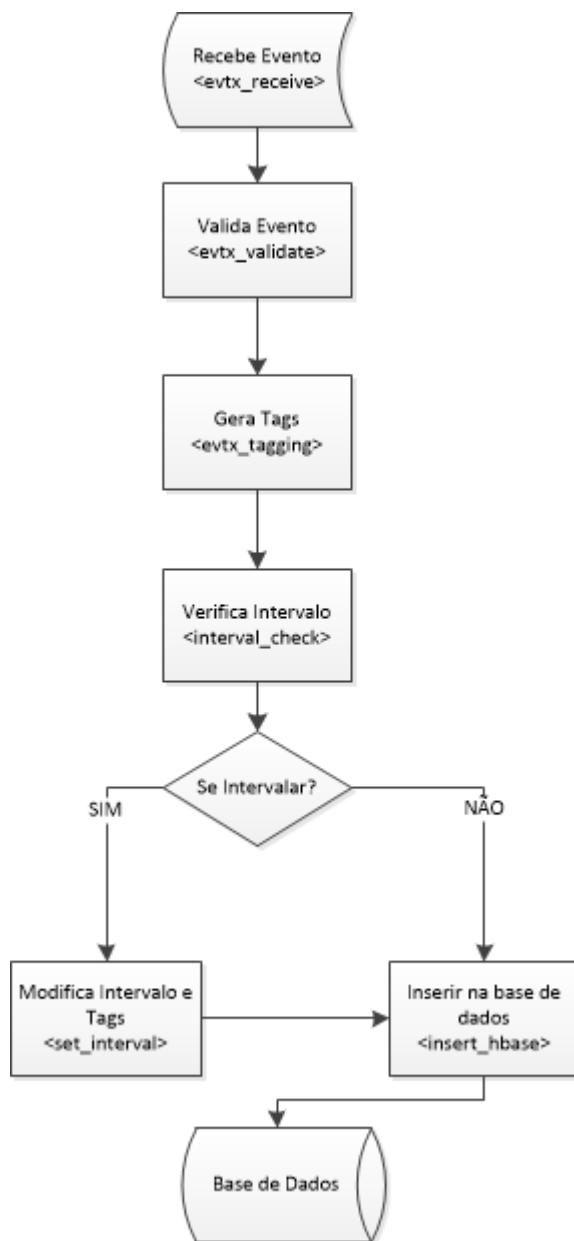 Recebe Evento
<evtx_receive>
Valida Evento
<evtx_validate>
Gera Tags
<evtx_tagging>
Verifica Intervalo
<interval_check>
Se Intervalar?
SIM
NÃO
Modifica Intervalo e
Tags
<set_interval>
Inserir na base de
dados
<insert_hbase>
Base de Dados